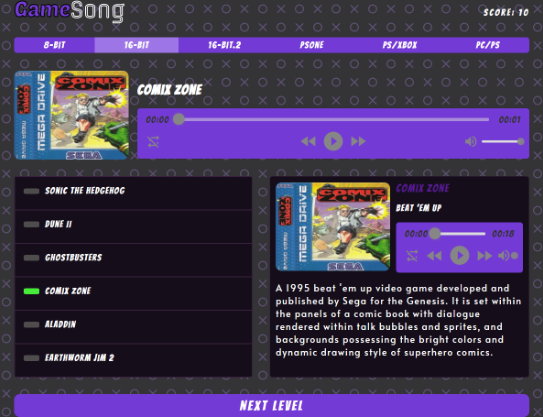 GameSong
SCORE: 10
8-BIT
16-BIT
16-BIT.2
PSONE
PS/XBOX
PC/PS
COMIX ZONE
MEGA DRIVE
COMIX ZONE
SEGA
00:00
00:01
SONIC THE HEDGEHOG
DUNE II
GHOSTBUSTERS
COMIX ZONE
ALADDIN
EARTHWORM JIM 2
MEGA DRIVE
COMIX ZONE
SEGA
COMIX ZONE
BEAT 'EM UP
00:00
00:18
A 1995 beat 'em up video game developed and
published by Sega for the Genesis. It is set within
the panels of a comic book with dialogue
rendered within talk bubbles and sprites, and
backgrounds possessing the bright colors and
dynamic drawing style of superhero comics.
NEXT LEVEL